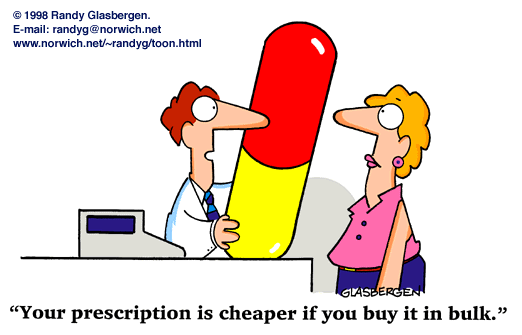 © 1998 Randy Glasbergen.
E-mail: randyg@norwich.net
www.norwich.net/~randyg/toon.html
GLASBERGEN
“Your prescription is cheaper if you buy it in bulk.”